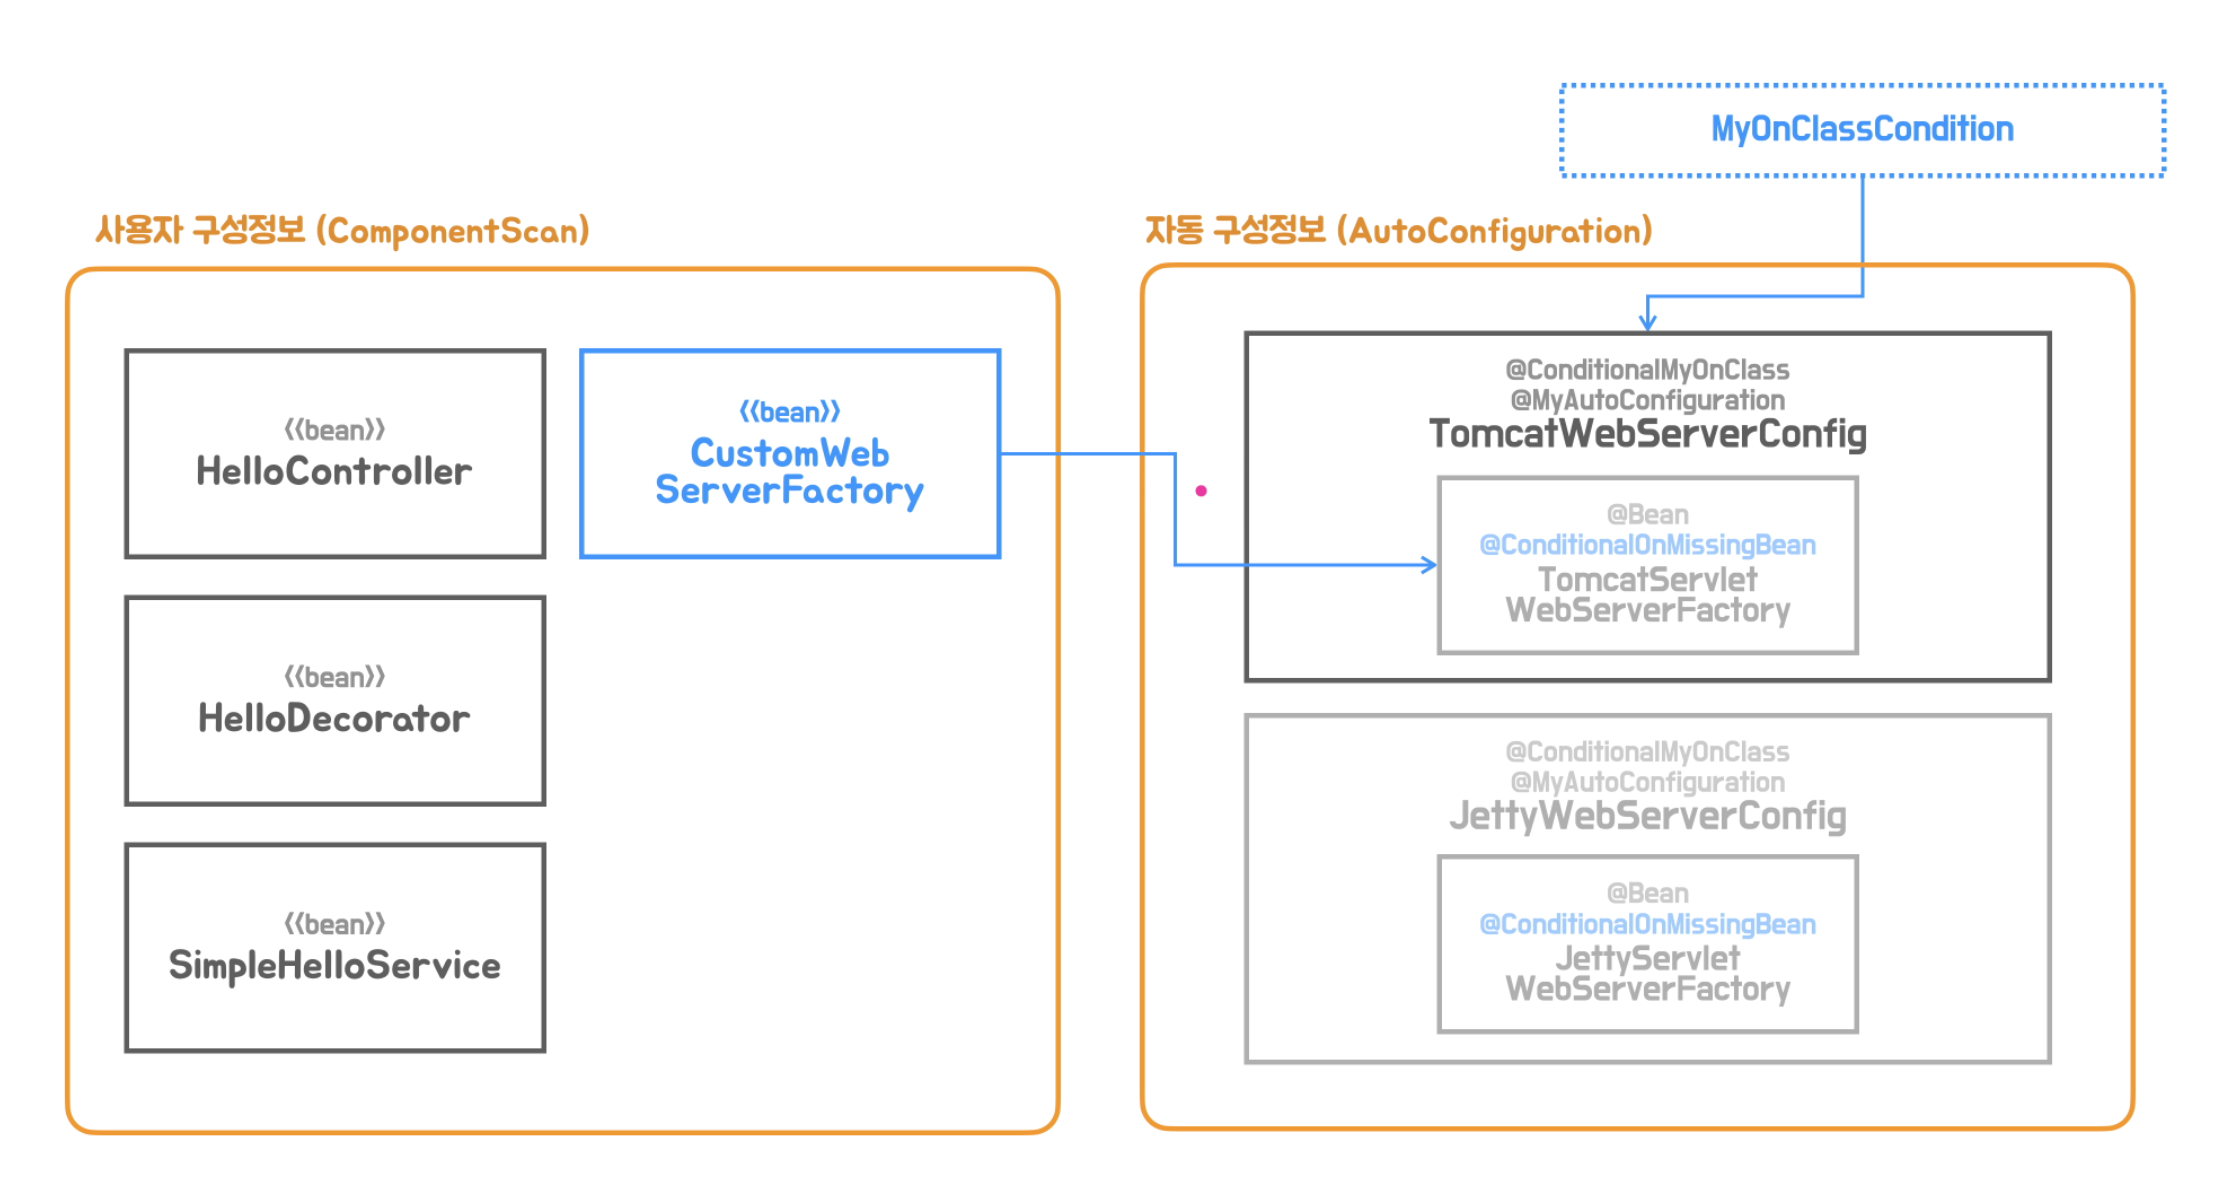 MyOnClassCondition
사용자 구성정보 (ComponentScan)
자동 구성정보 (AutoConfiguration)
《bean》
HelloController
《bean》
CustomWeb
ServerFactory
《bean》
HelloDecorator
《bean》
SimpleHelloService
@ConditionalMyOnClass
@MyAutoConfiguration
TomcatWebServerConfig
@Bean
@ConditionalOnMissingBean
TomcatServlet
WebServerFactory
@ConditionalMyOnClass
@MyAutoConfiguration
JettyWebServerConfig
@Bean
@ConditionalOnMissingBean
JettyServlet
WebServerFactory